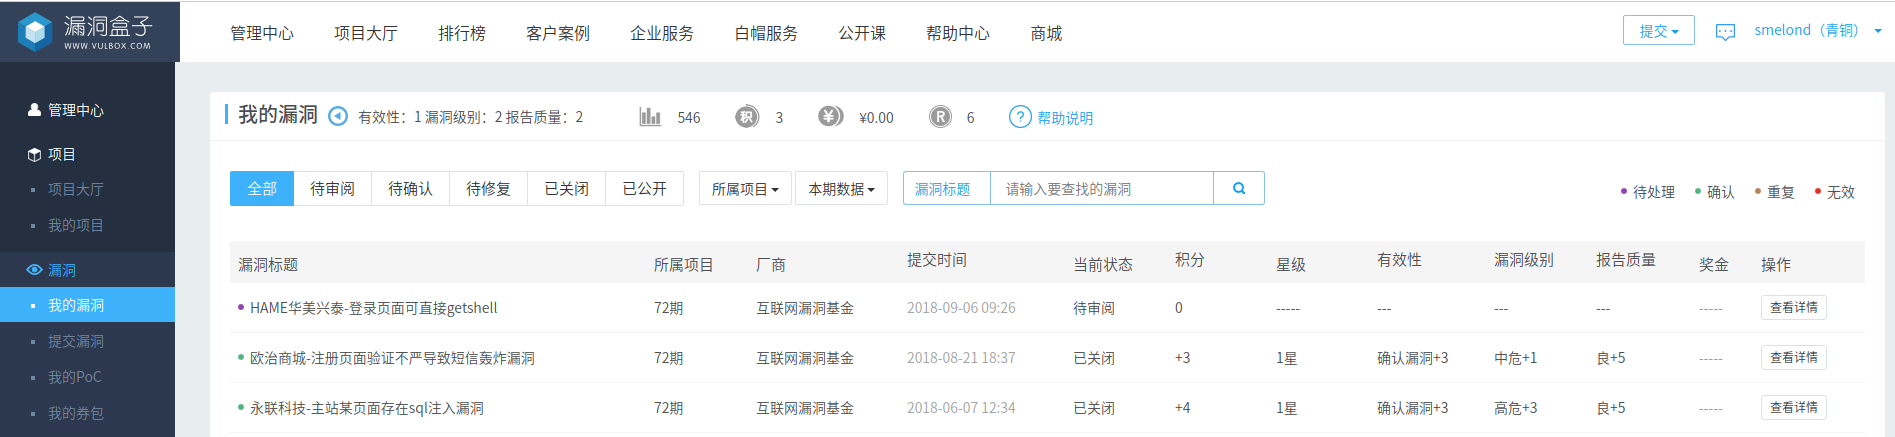 漏洞盒子
WWW.VULBOX.COM
管理中心 项目大厅 排行榜 客户案例 企业服务 白帽服务 公开课 帮助中心 商城
提交
smelond（青铜）
管理中心
项目
项目大厅
我的项目
漏洞
我的漏洞
提交漏洞
我的PoC
我的券包
我的漏洞 有效性：1 漏洞级别：2 报告质量：2 546 积 3 ¥ ¥0.00 R 6 ? 帮助说明
全部 待审阅 待确认 待修复 已关闭 已公开 所属项目 本期数据 漏洞标题 请输入要查找的漏洞
待处理 确认 重复 无效
漏洞标题 所属项目 厂商 提交时间 当前状态 积分 星级 有效性 漏洞级别 报告质量 奖金 操作
HAME华美兴泰-登录页面可直接getshell 72期 互联网漏洞基金 2018-09-06 09:26 待审阅 0 ----- --- --- --- ----- 查看详情
欧治商城-注册页面验证不严导致短信轰炸漏洞 72期 互联网漏洞基金 2018-08-21 18:37 已关闭 +3 1星 确认漏洞+3 中危+1 良+5 ----- 查看详情
永联科技-主站某页面存在sql注入漏洞 72期 互联网漏洞基金 2018-06-07 12:34 已关闭 +4 1星 确认漏洞+3 高危+3 良+5 ----- 查看详情